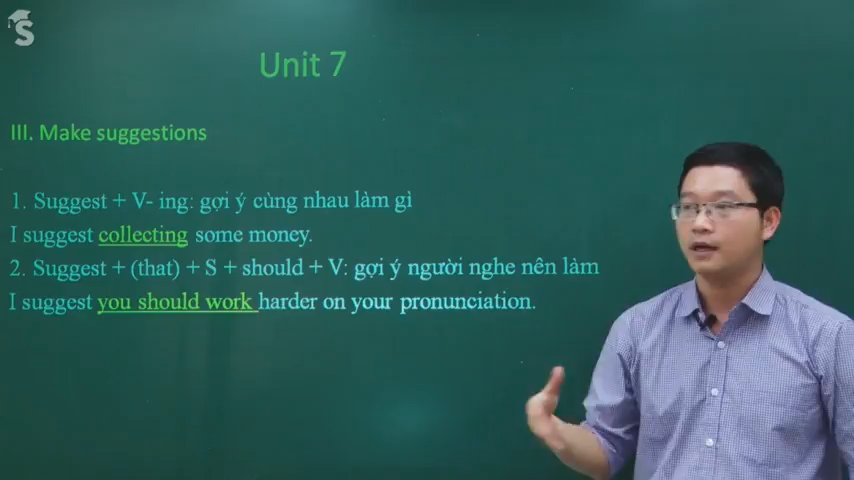 S
Unit 7
III. Make suggestions
1. Suggest + V- ing: gợi ý cùng nhau làm gì
I suggest collecting some money.
2. Suggest + (that) + S + should + V: gợi ý người nghe nên làm
I suggest you should work harder on your pronunciation.